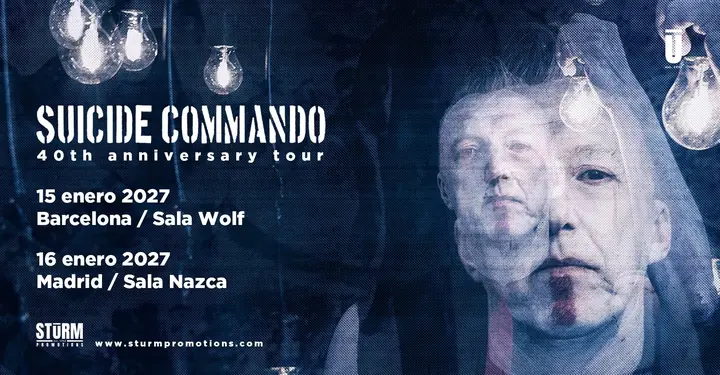 SUICIDE COMMANDO
40th anniversary tour
15 enero 2027
Barcelona / Sala Wolf
16 enero 2027
Madrid / Sala Nazca
STÜRM
PROMOTIONS
www.sturmpromotions.com